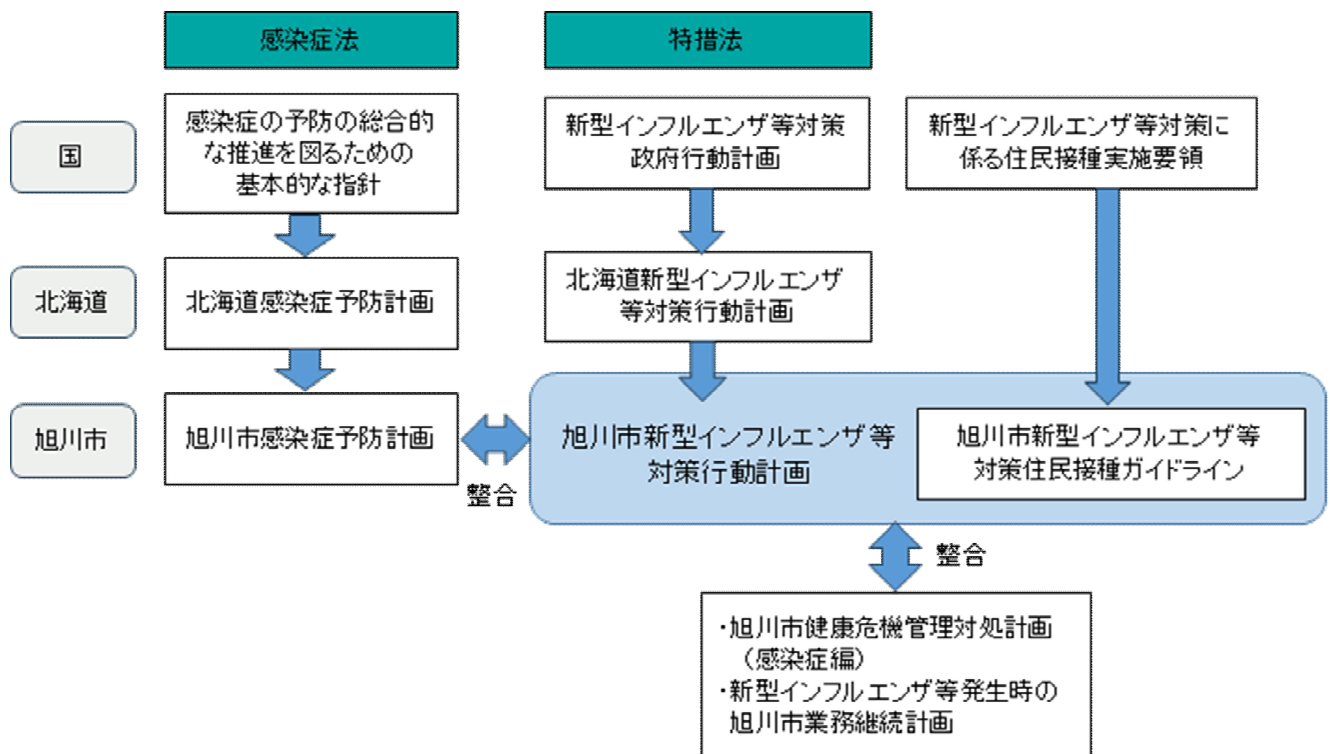 感染症法
特措法
国
感染症の予防の総合的
な推進を図るための
基本的な指針
新型インフルエンザ等対策
政府行動計画
新型インフルエンザ等対策に
係る住民接種実施要領
北海道
北海道感染症予防計画
北海道新型インフルエンザ
等対策行動計画
旭川市
旭川市感染症予防計画
整合
旭川市新型インフルエンザ等
対策行動計画
旭川市新型インフルエンザ等
対策住民接種ガイドライン
整合
・旭川市健康危機管理対処計画
（感染症編）
・新型インフルエンザ等発生時の
旭川市業務継続計画